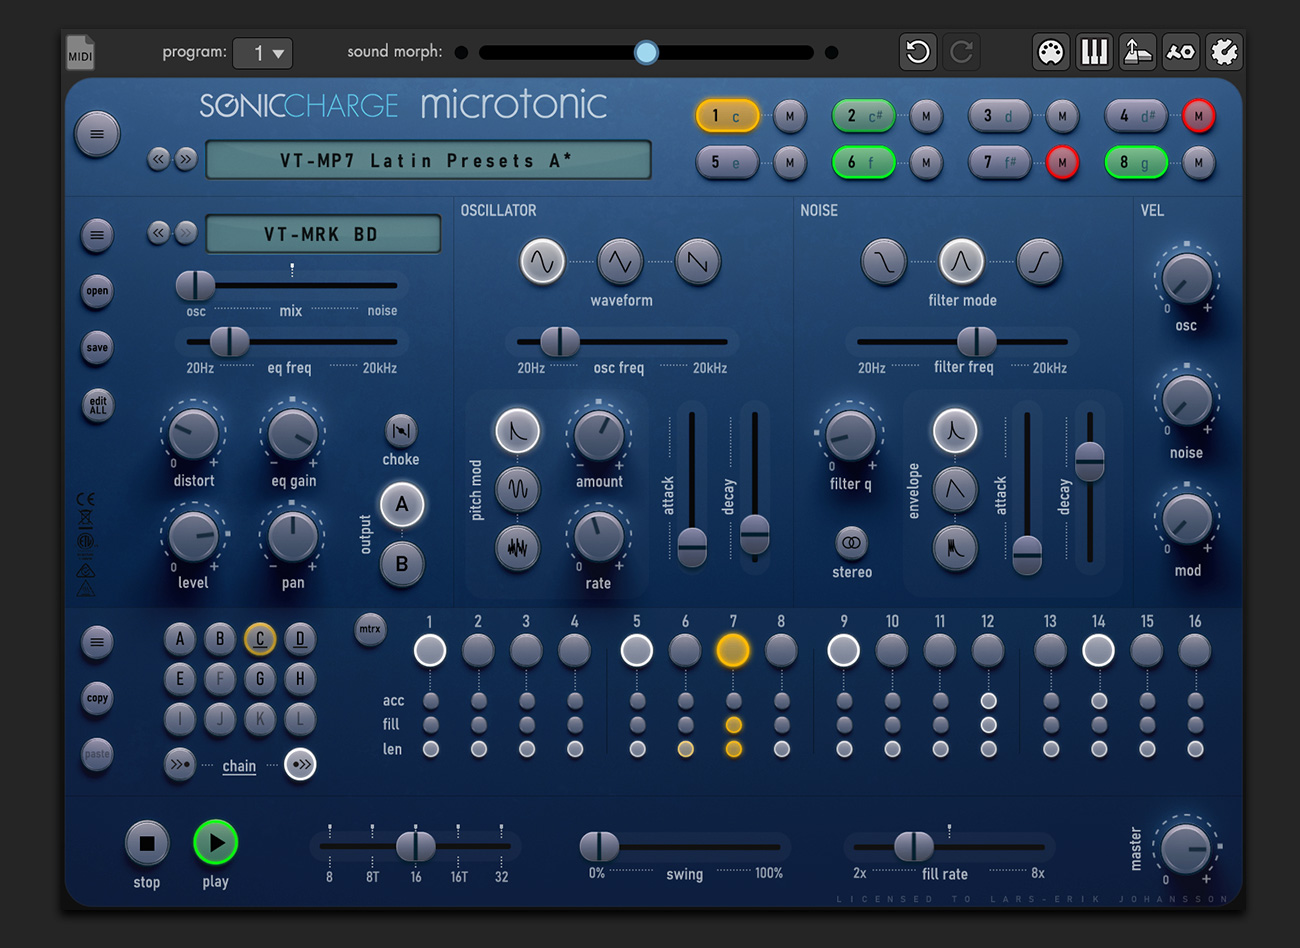 MIDI program: 1 sound morph:
SONICCHARGE microtonic
1 c M 2 c# M 3 d M 4 d# M
VT-MP7 Latin Presets A*
5 e M 6 f M 7 f# M 8 g M
OSCILLATOR NOISE VEL
VT-MRK BD
open
waveform filter mode
osc mix noise
osc
save
20Hz eq freq 20kHz 20Hz osc freq 20kHz 20Hz filter freq 20kHz
edit
ALL
choke
0 + - + - + 0 + 0 +
distort eq gain amount filter q noise
pitch mod attack decay envelope attack decay
output A
B
0 + - + 0 + 0 +
level pan rate stereo mod
mtrx 1 2 3 4 5 6 7 8 9 10 11 12 13 14 15 16
A B C D
E F G H
copy
acc
I J K L
fill
paste
len
chain
master
stop play
8 8T 16 16T 32
0% swing 100%
2x fill rate 8x
0 +
LICENSED TO LARS-ERIK JOHANSSON